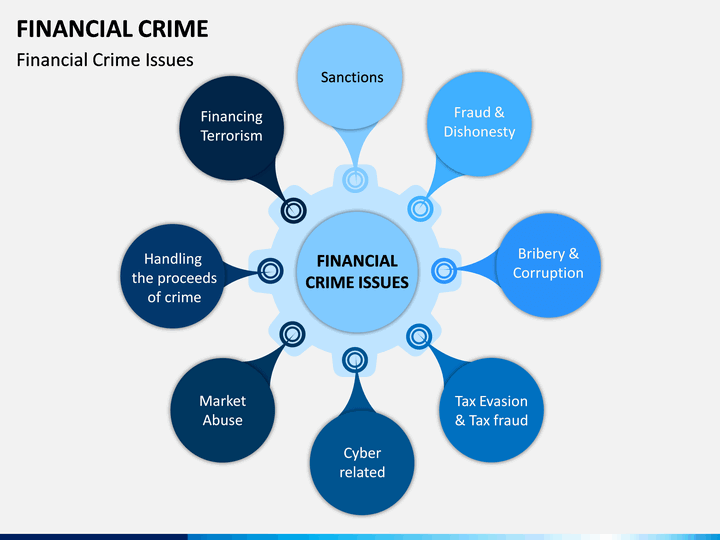 FINANCIAL CRIME
Financial Crime Issues
Sanctions
Fraud &
Dishonesty
Bribery &
Corruption
Tax Evasion
& Tax fraud
Cyber
related
Market
Abuse
Handling
the proceeds
of crime
Financing
Terrorism
FINANCIAL
CRIME ISSUES